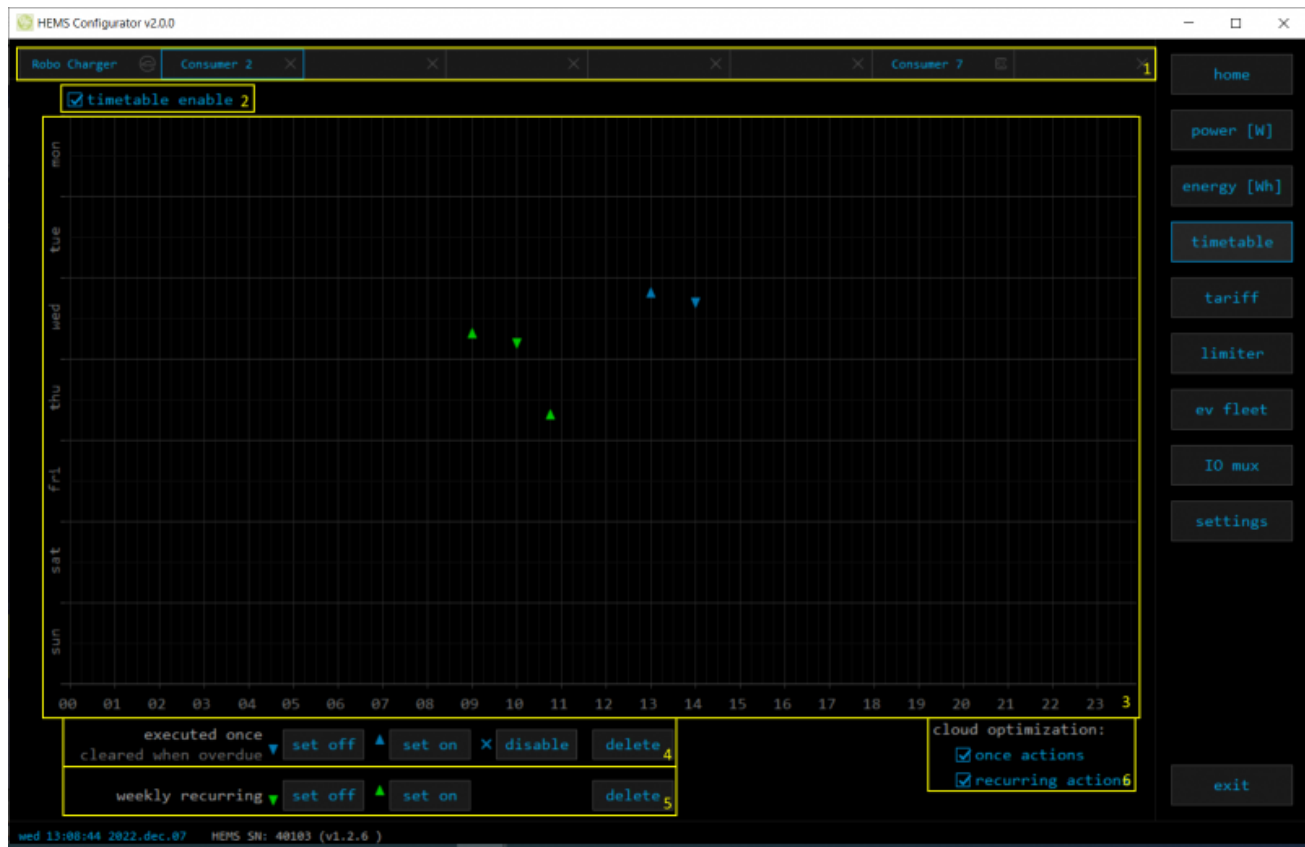 HEMS Configurator v2.0.0
Robo Charger Consumer 2 Consumer 7 1
home
timetable enable 2
power [W]
energy [Wh]
timetable
tariff
limiter
ev fleet
IO mux
settings
exit
mon
tue
wed
thu
fri
sat
sun
00 01 02 03 04 05 06 07 08 09 10 11 12 13 14 15 16 17 18 19 20 21 22 23 3
executed once
cleared when overdue set off set on × disable delete 4
weekly recurring set off set on delete 5
cloud optimization:
once actions
recurring action 6
wed 13:08:44 2022.dec.07 HEMS SN: 40103 (v1.2.6 )